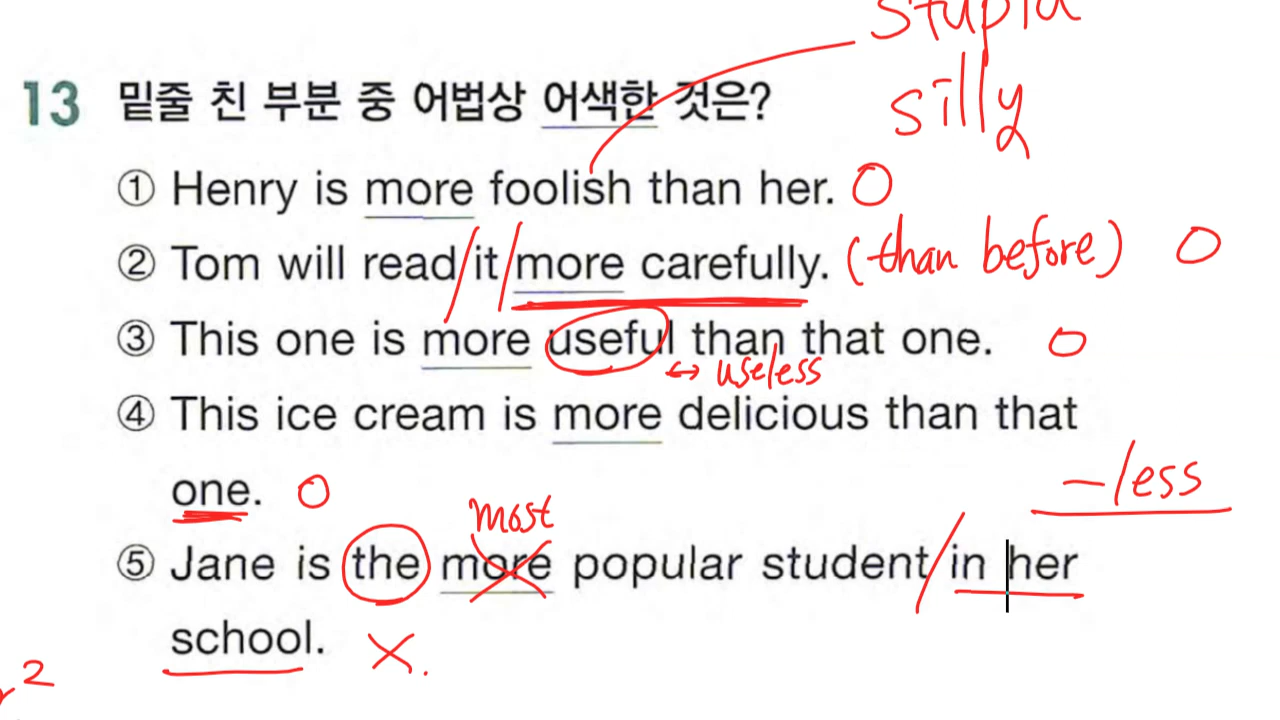 stupid
silly
13 밑줄 친 부분 중 어법상 어색한 것은?
① Henry is more foolish than her. O
② Tom will read/it/more carefully. (than before) O
③ This one is more useful than that one. O
↔ useless
④ This ice cream is more delicious than that
one. O
-less
most
⑤ Jane is the more popular student/in her
school. X.
2